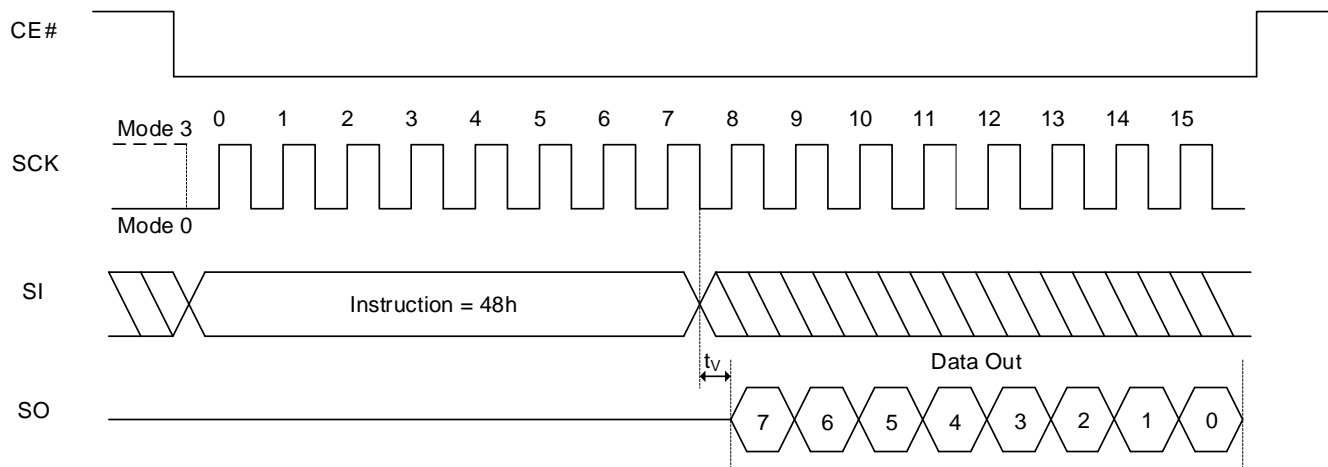 CE#
0 1 2 3 4 5 6 7 8 9 10 11 12 13 14 15
Mode 3
SCK
Mode 0
SI
Instruction = 48h
tV
Data Out
SO
7 6 5 4 3 2 1 0